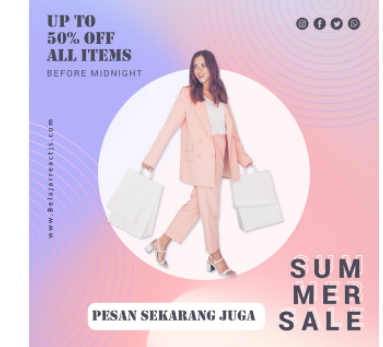 UP TO
50% OFF
ALL ITEMS
BEFORE MIDNIGHT
www.Belajarreactjs.com
SUM
MER
SALE
PESAN SEKARANG JUGA